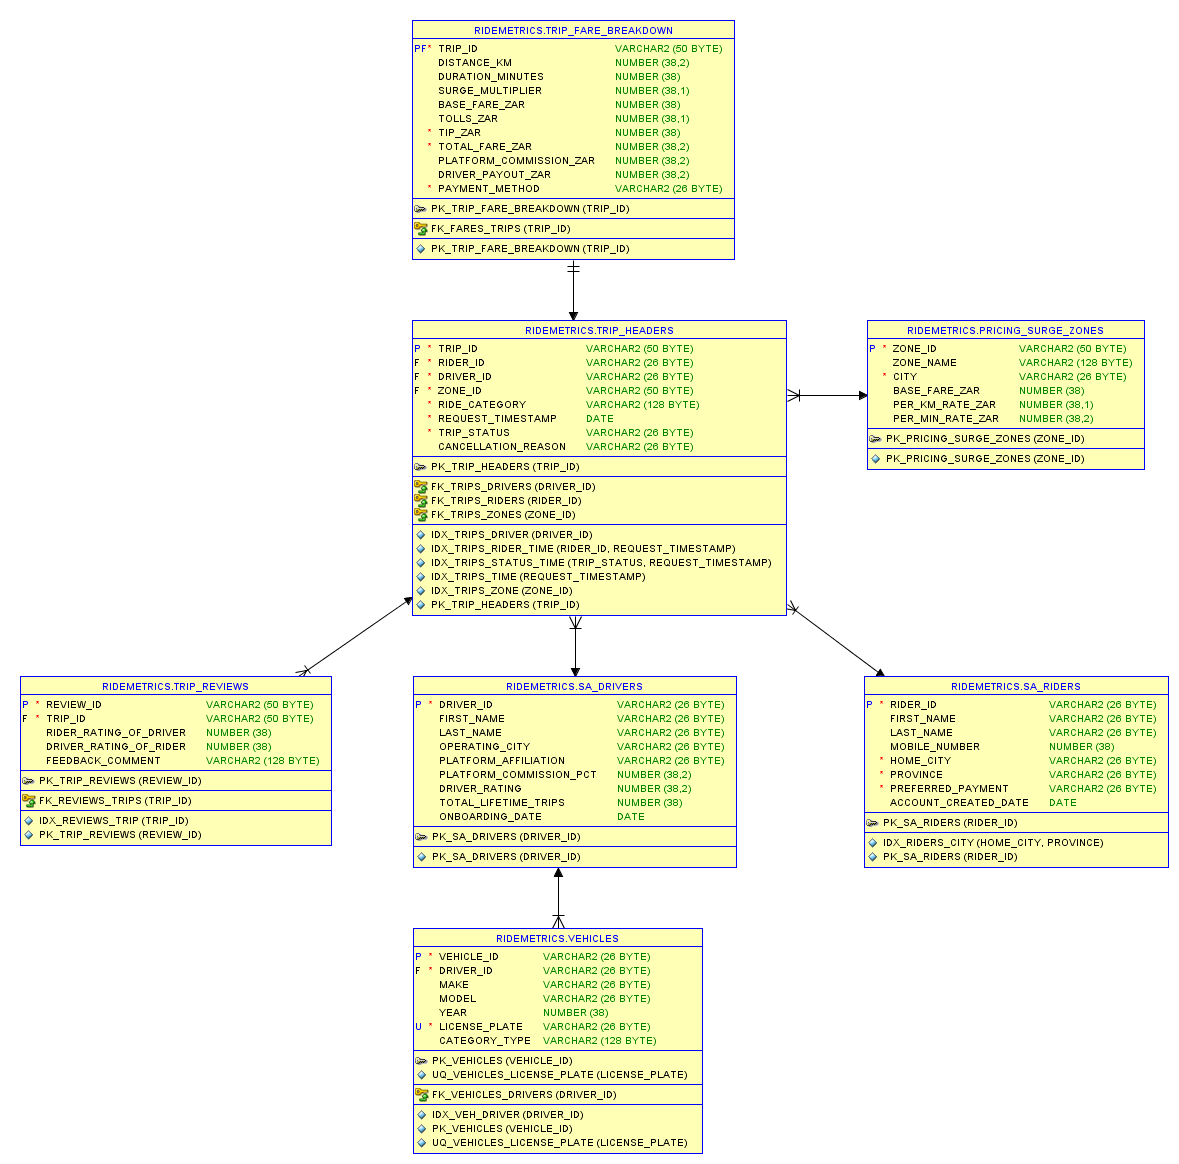 RIDEMETRICS.TRIP_FARE_BREAKDOWN
PF* TRIP_ID VARCHAR2 (50 BYTE)
DISTANCE_KM NUMBER (38,2)
DURATION_MINUTES NUMBER (38)
SURGE_MULTIPLIER NUMBER (38,1)
BASE_FARE_ZAR NUMBER (38)
TOLLS_ZAR NUMBER (38,1)
* TIP_ZAR NUMBER (38)
* TOTAL_FARE_ZAR NUMBER (38,2)
PLATFORM_COMMISSION_ZAR NUMBER (38,2)
DRIVER_PAYOUT_ZAR NUMBER (38,2)
* PAYMENT_METHOD VARCHAR2 (26 BYTE)
PK_TRIP_FARE_BREAKDOWN (TRIP_ID)
FK_FARES_TRIPS (TRIP_ID)
PK_TRIP_FARE_BREAKDOWN (TRIP_ID)
RIDEMETRICS.TRIP_HEADERS
P * TRIP_ID VARCHAR2 (50 BYTE)
F * RIDER_ID VARCHAR2 (26 BYTE)
F * DRIVER_ID VARCHAR2 (26 BYTE)
F * ZONE_ID VARCHAR2 (50 BYTE)
* RIDE_CATEGORY VARCHAR2 (128 BYTE)
* REQUEST_TIMESTAMP DATE
* TRIP_STATUS VARCHAR2 (26 BYTE)
CANCELLATION_REASON VARCHAR2 (26 BYTE)
PK_TRIP_HEADERS (TRIP_ID)
FK_TRIPS_DRIVERS (DRIVER_ID)
FK_TRIPS_RIDERS (RIDER_ID)
FK_TRIPS_ZONES (ZONE_ID)
IDX_TRIPS_DRIVER (DRIVER_ID)
IDX_TRIPS_RIDER_TIME (RIDER_ID, REQUEST_TIMESTAMP)
IDX_TRIPS_STATUS_TIME (TRIP_STATUS, REQUEST_TIMESTAMP)
IDX_TRIPS_TIME (REQUEST_TIMESTAMP)
IDX_TRIPS_ZONE (ZONE_ID)
PK_TRIP_HEADERS (TRIP_ID)
RIDEMETRICS.PRICING_SURGE_ZONES
P * ZONE_ID VARCHAR2 (50 BYTE)
ZONE_NAME VARCHAR2 (128 BYTE)
* CITY VARCHAR2 (26 BYTE)
BASE_FARE_ZAR NUMBER (38)
PER_KM_RATE_ZAR NUMBER (38,1)
PER_MIN_RATE_ZAR NUMBER (38,2)
PK_PRICING_SURGE_ZONES (ZONE_ID)
PK_PRICING_SURGE_ZONES (ZONE_ID)
RIDEMETRICS.TRIP_REVIEWS
P * REVIEW_ID VARCHAR2 (50 BYTE)
F * TRIP_ID VARCHAR2 (50 BYTE)
RIDER_RATING_OF_DRIVER NUMBER (38)
DRIVER_RATING_OF_RIDER NUMBER (38)
FEEDBACK_COMMENT VARCHAR2 (128 BYTE)
PK_TRIP_REVIEWS (REVIEW_ID)
FK_REVIEWS_TRIPS (TRIP_ID)
IDX_REVIEWS_TRIP (TRIP_ID)
PK_TRIP_REVIEWS (REVIEW_ID)
RIDEMETRICS.SA_DRIVERS
P * DRIVER_ID VARCHAR2 (26 BYTE)
FIRST_NAME VARCHAR2 (26 BYTE)
LAST_NAME VARCHAR2 (26 BYTE)
OPERATING_CITY VARCHAR2 (26 BYTE)
PLATFORM_AFFILIATION VARCHAR2 (26 BYTE)
PLATFORM_COMMISSION_PCT NUMBER (38,2)
DRIVER_RATING NUMBER (38,2)
TOTAL_LIFETIME_TRIPS NUMBER (38)
ONBOARDING_DATE DATE
PK_SA_DRIVERS (DRIVER_ID)
PK_SA_DRIVERS (DRIVER_ID)
RIDEMETRICS.SA_RIDERS
P * RIDER_ID VARCHAR2 (26 BYTE)
FIRST_NAME VARCHAR2 (26 BYTE)
LAST_NAME VARCHAR2 (26 BYTE)
MOBILE_NUMBER NUMBER (38)
* HOME_CITY VARCHAR2 (26 BYTE)
* PROVINCE VARCHAR2 (26 BYTE)
* PREFERRED_PAYMENT VARCHAR2 (26 BYTE)
ACCOUNT_CREATED_DATE DATE
PK_SA_RIDERS (RIDER_ID)
IDX_RIDERS_CITY (HOME_CITY, PROVINCE)
PK_SA_RIDERS (RIDER_ID)
RIDEMETRICS.VEHICLES
P * VEHICLE_ID VARCHAR2 (26 BYTE)
F * DRIVER_ID VARCHAR2 (26 BYTE)
MAKE VARCHAR2 (26 BYTE)
MODEL VARCHAR2 (26 BYTE)
YEAR NUMBER (38)
U * LICENSE_PLATE VARCHAR2 (26 BYTE)
CATEGORY_TYPE VARCHAR2 (128 BYTE)
PK_VEHICLES (VEHICLE_ID)
UQ_VEHICLES_LICENSE_PLATE (LICENSE_PLATE)
FK_VEHICLES_DRIVERS (DRIVER_ID)
IDX_VEH_DRIVER (DRIVER_ID)
PK_VEHICLES (VEHICLE_ID)
UQ_VEHICLES_LICENSE_PLATE (LICENSE_PLATE)